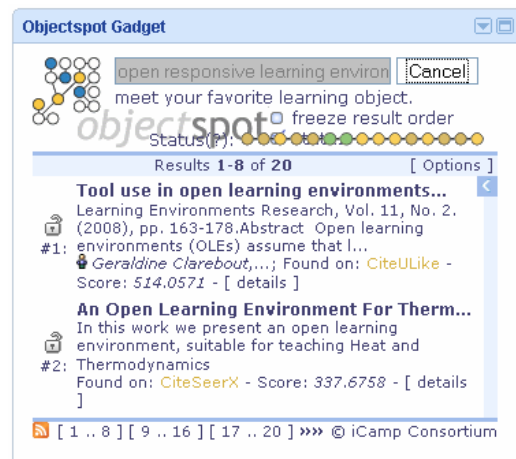 Objectspot Gadget
open responsive learning environ Cancel
meet your favorite learning object.
objectspot freeze result order
Status(?):
Results 1-8 of 20 [ Options ]
Tool use in open learning environments...
Learning Environments Research, Vol. 11, No. 2.
(2008), pp. 163-178.Abstract Open learning
#1: environments (OLEs) assume that l...
Geraldine Clarebout,...; Found on: CiteULike -
Score: 514.0571 - [ details ]
An Open Learning Environment For Therm...
In this work we present an open learning
environment, suitable for teaching Heat and
#2: Thermodynamics
Found on: CiteSeerX - Score: 337.6758 - [ details
]
[ 1 .. 8 ] [ 9 .. 16 ] [ 17 .. 20 ] »»» © iCamp Consortium